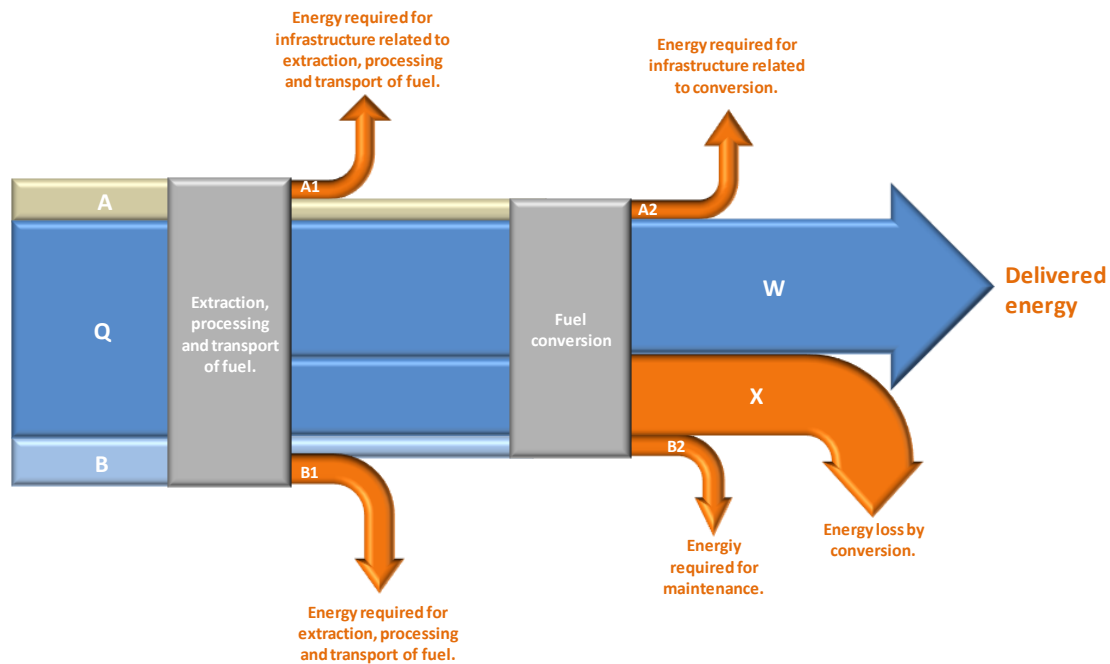 Energy required for
infrastructure related to
extraction, processing
and transport of fuel.
Energy required for
infrastructure related
to conversion.
A
A1
A2
Q
Extraction,
processing
and transport
of fuel.
Fuel
conversion
W
Delivered
energy
X
B
B1
B2
Energy loss by
conversion.
Energiy
required for
maintenance.
Energy required for
extraction, processing
and transport of fuel.